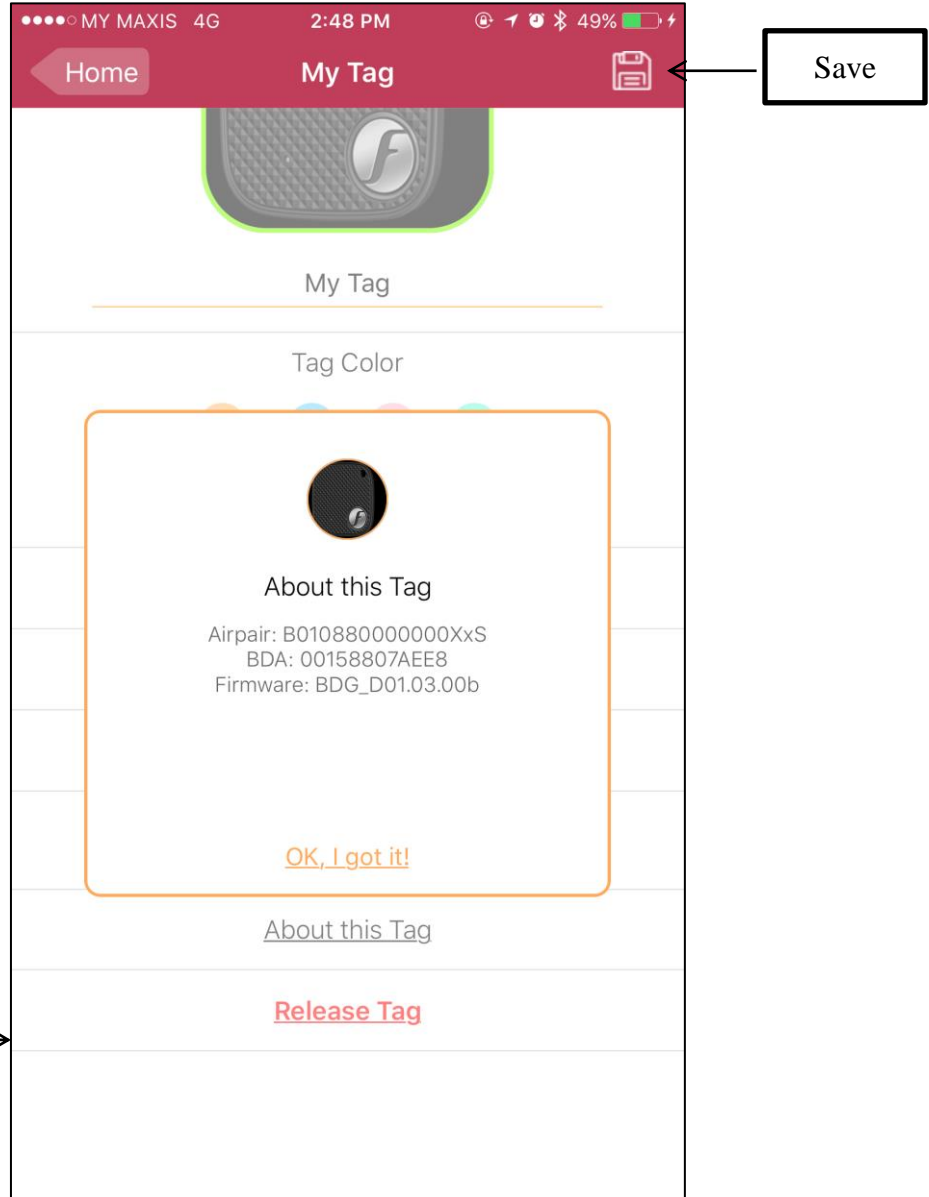 MY MAXIS 4G 2:48 PM 49%
Home My Tag
Save
My Tag
Tag Color
About this Tag
Airpair: B010880000000XxS
BDA: 00158807AEE8
Firmware: BDG_D01.03.00b
OK, I got it!
About this Tag
Release Tag